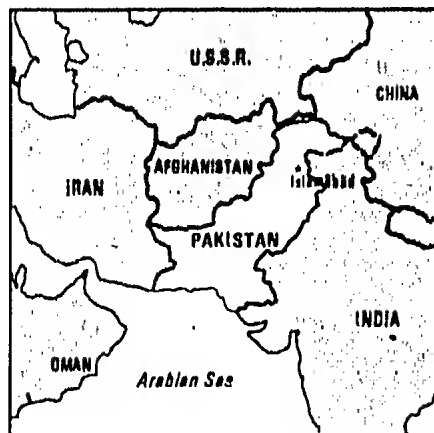 U.S.S.R.
CHINA
AFGHANISTAN
Islamabad
IRAN
PAKISTAN
INDIA
OMAN
Arabian Sea